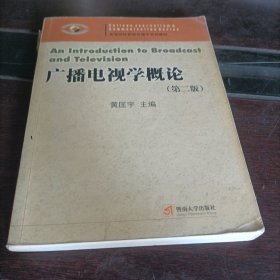 An Introduction to Broadcast
and Television
广播电视学概论
(第二版)
黄匡宇 主编
暨南大学出版社